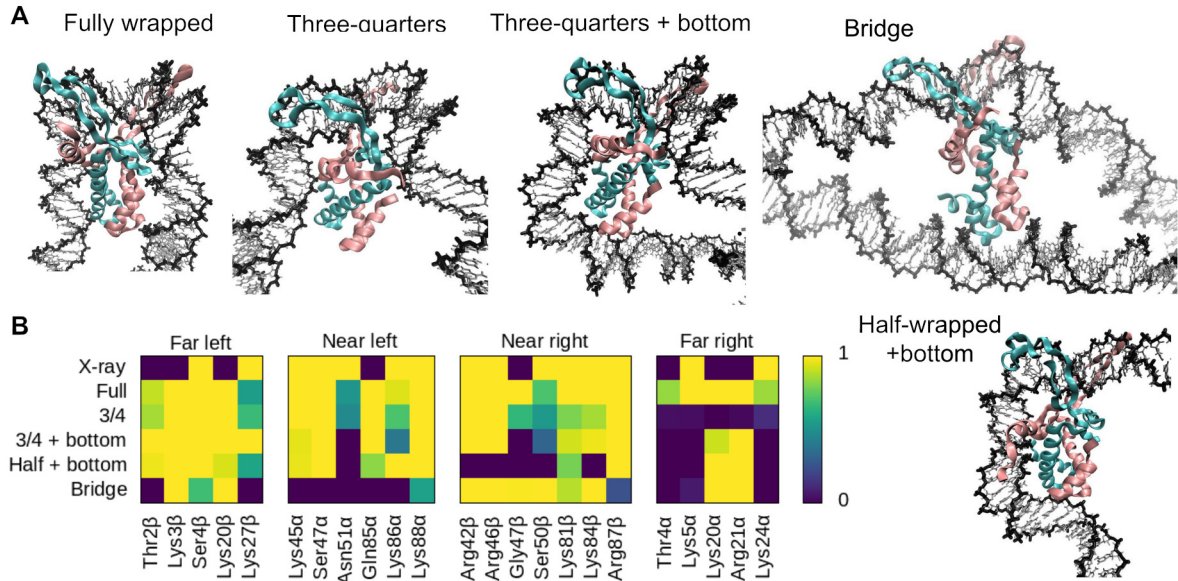 A
Fully wrapped
Three-quarters
Three-quarters + bottom
Bridge
Half-wrapped
+bottom
B
Far left
Near left
Near right
Far right
X-ray
Full
3/4
3/4 + bottom
Half + bottom
Bridge
1
0
Thr2β
Lys3β
Ser4β
Lys20β
Lys27β
Lys45α
Ser47α
Asn51α
Gln85α
Lys86α
Lys88α
Arg42β
Arg46β
Gly47β
Ser50β
Lys81β
Lys84β
Arg87β
Thr4α
Lys5α
Lys20α
Arg21α
Lys24α